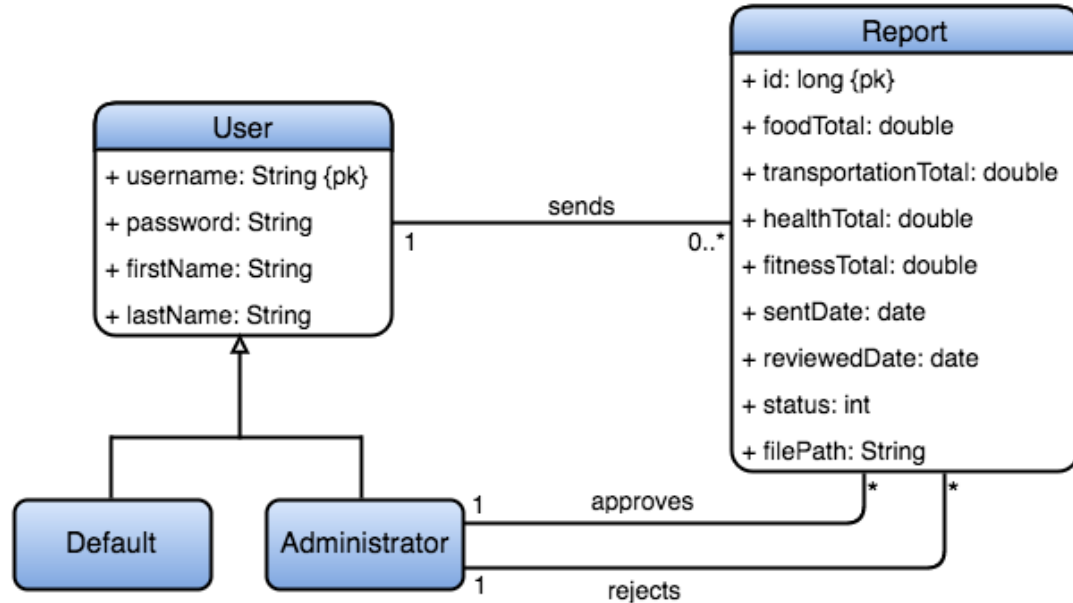 User
+ username: String {pk}
+ password: String
+ firstName: String
+ lastName: String
sends
1
0..*
Report
+ id: long {pk}
+ foodTotal: double
+ transportationTotal: double
+ healthTotal: double
+ fitnessTotal: double
+ sentDate: date
+ reviewedDate: date
+ status: int
+ filePath: String
Default
Administrator
1
approves
*
1
rejects
*